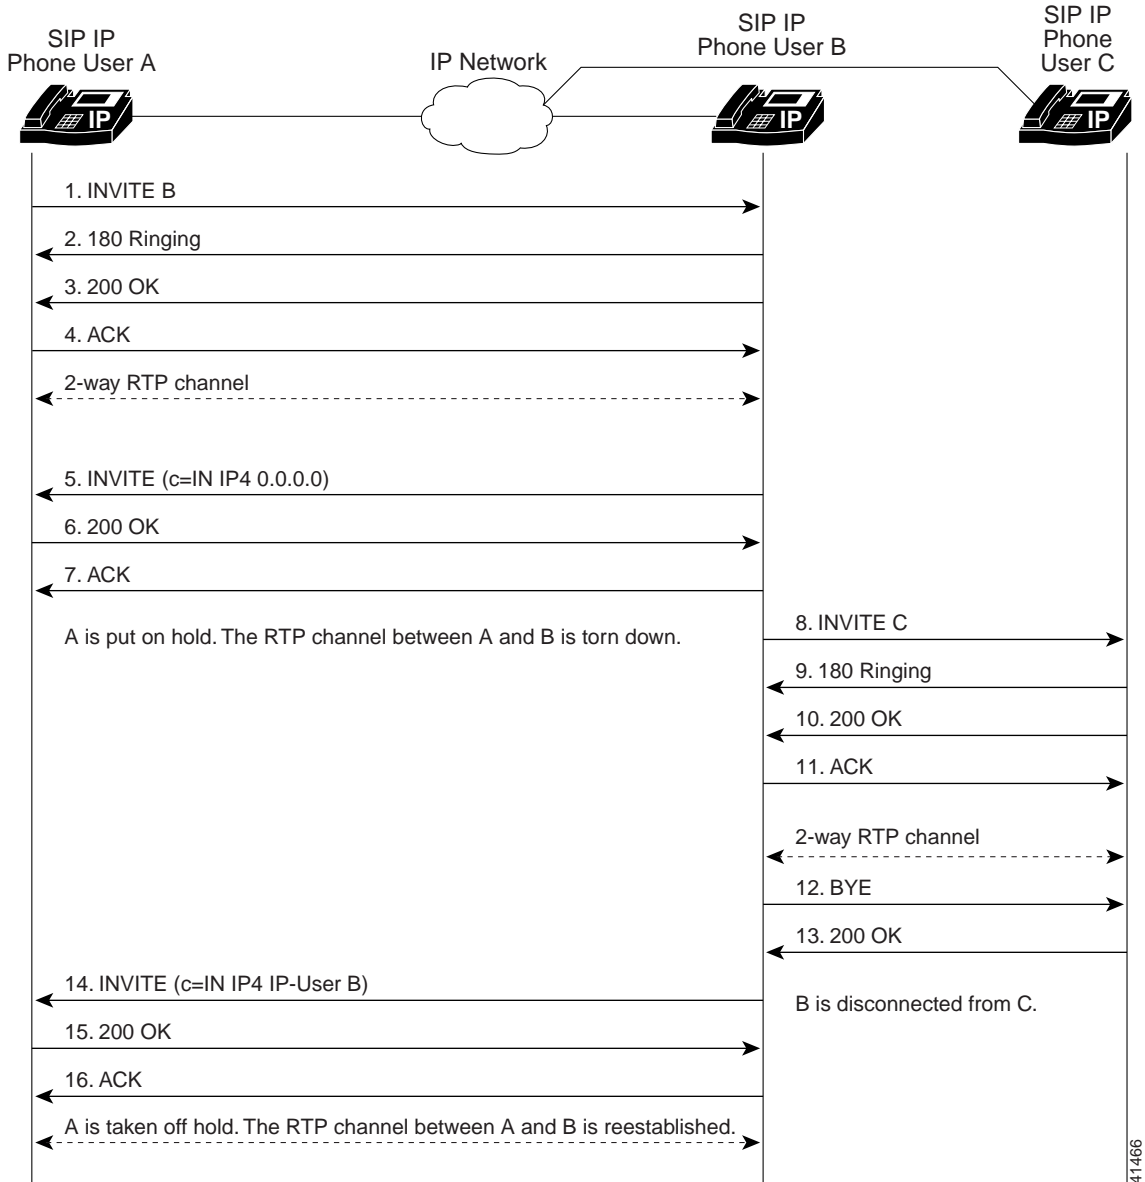 SIP IP
Phone User A
IP Network
SIP IP
Phone User B
SIP IP
Phone
User C
IP
IP
IP
1. INVITE B
2. 180 Ringing
3. 200 OK
4. ACK
2-way RTP channel
5. INVITE (c=IN IP4 0.0.0.0)
6. 200 OK
7. ACK
A is put on hold. The RTP channel between A and B is torn down.
8. INVITE C
9. 180 Ringing
10. 200 OK
11. ACK
2-way RTP channel
12. BYE
13. 200 OK
14. INVITE (c=IN IP4 IP-User B)
B is disconnected from C.
15. 200 OK
16. ACK
A is taken off hold. The RTP channel between A and B is reestablished.
41466